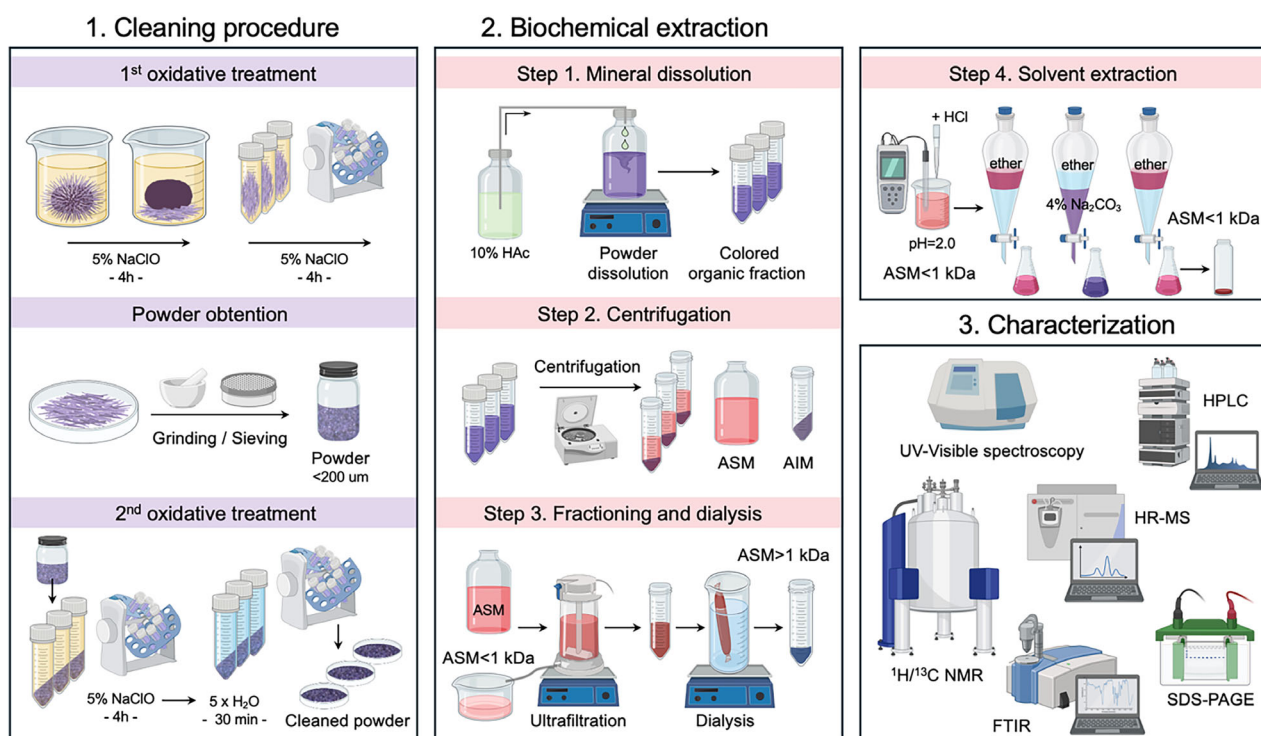 1. Cleaning procedure
1st oxidative treatment
5% NaClO
- 4h -
5% NaClO
- 4h -
Powder obtention
Grinding / Sieving
Powder
<200 um
2nd oxidative treatment
5% NaClO
- 4h -
5 x H₂O
- 30 min -
Cleaned powder
2. Biochemical extraction
Step 1. Mineral dissolution
10% HAc
Powder
dissolution
Colored
organic fraction
Step 2. Centrifugation
Centrifugation
ASM
AIM
Step 3. Fractioning and dialysis
ASM>1 kDa
ASM
ASM<1 kDa
Ultrafiltration
Dialysis
Step 4. Solvent extraction
+ HCl
ether
ether
ether
4% Na₂CO₃
ASM<1 kDa
pH=2.0
ASM<1 kDa
3. Characterization
HPLC
UV-Visible spectroscopy
HR-MS
¹H/¹³C NMR
FTIR
SDS-PAGE